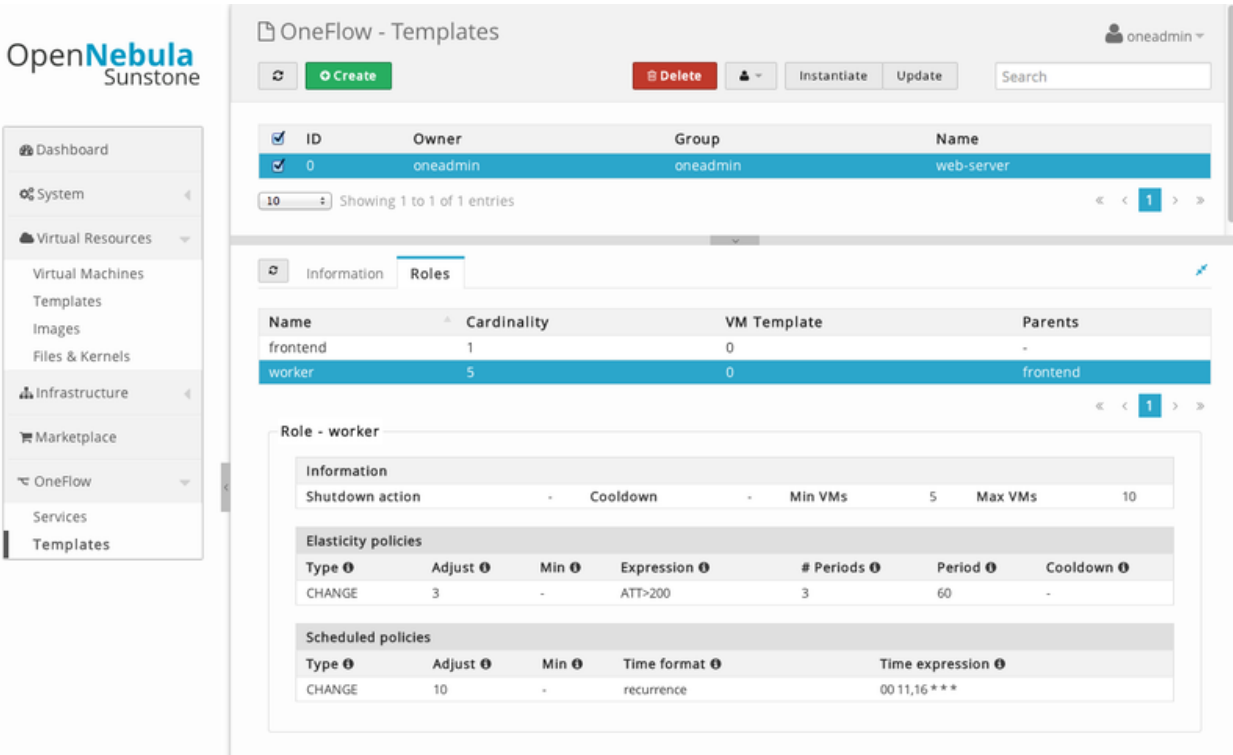 OpenNebula
Sunstone
Dashboard
System
Virtual Resources
Virtual Machines
Templates
Images
Files & Kernels
Infrastructure
Marketplace
OneFlow
Services
Templates
OneFlow - Templates
oneadmin
Create Delete Instantiate Update Search
ID Owner Group Name
0 oneadmin oneadmin web-server
10 Showing 1 to 1 of 1 entries « < 1 > »
Information Roles
Name Cardinality VM Template Parents
frontend 1 0 -
worker 5 0 frontend
« < 1 > »
Role - worker
Information
Shutdown action - Cooldown - Min VMs 5 Max VMs 10
Elasticity policies
Type Adjust Min Expression # Periods Period Cooldown
CHANGE 3 - ATT>200 3 60 -
Scheduled policies
Type Adjust Min Time format Time expression
CHANGE 10 - recurrence 00 11,16 * * *